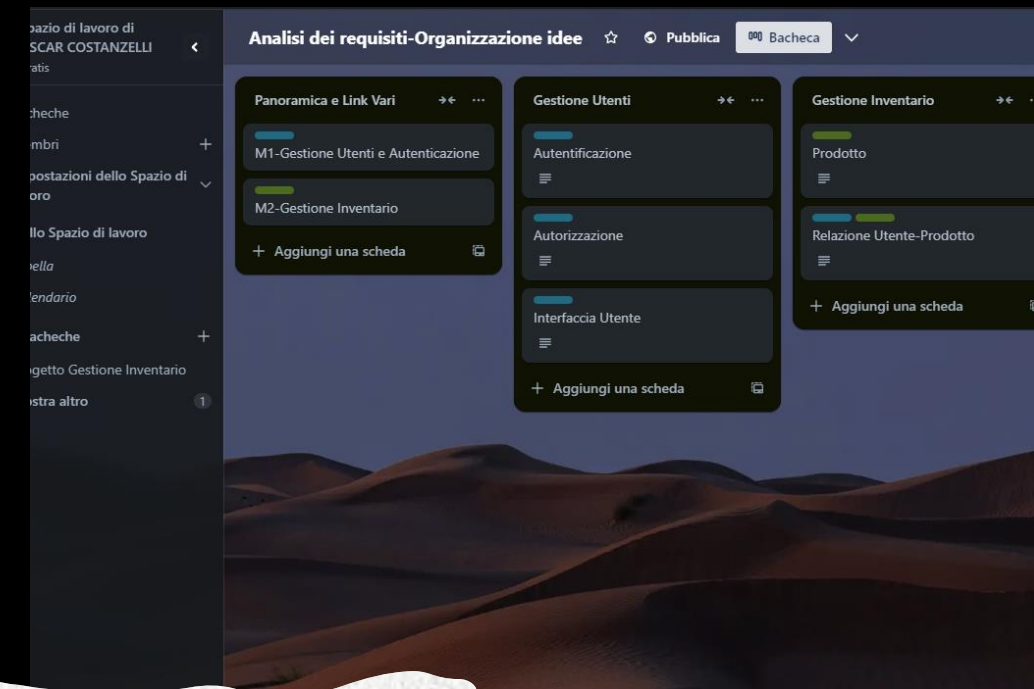 pazio di lavoro di
SCAR COSTANZELLI
ratis
cheche
mbri
postazioni dello Spazio di
oro
llo Spazio di lavoro
bella
lendario
acheche
ogetto Gestione Inventario
ostra altro
1
Analisi dei requisiti-Organizzazione idee
Pubblica
Bacheca
Panoramica e Link Vari
M1-Gestione Utenti e Autenticazione
M2-Gestione Inventario
Aggiungi una scheda
Gestione Utenti
Autentificazione
Autorizzazione
Interfaccia Utente
Aggiungi una scheda
Gestione Inventario
Prodotto
Relazione Utente-Prodotto
Aggiungi una scheda